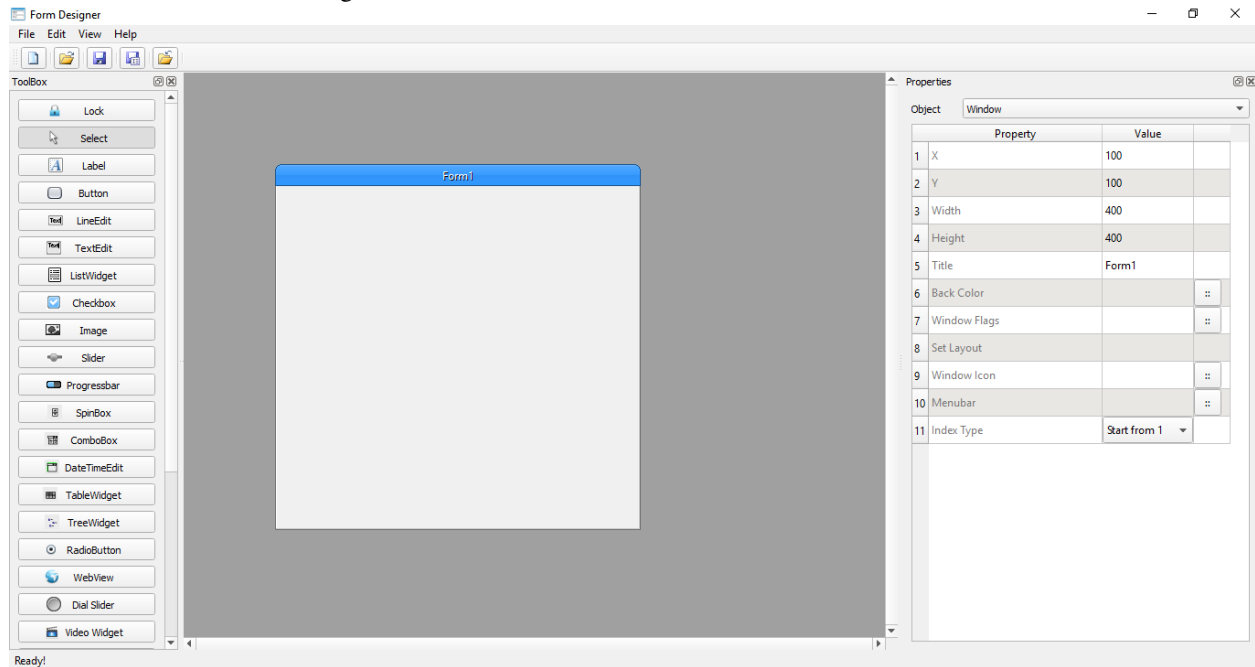 Form Designer
File Edit View Help
ToolBox
Properties
Lock
Select
Label
Button
LineEdit
TextEdit
ListWidget
Checkbox
Image
Slider
Progressbar
SpinBox
ComboBox
DateTimeEdit
TableWidget
TreeWidget
RadioButton
WebView
Dial Slider
Video Widget
Form1
Object Window
Property Value
1 X 100
2 Y 100
3 Width 400
4 Height 400
5 Title Form1
6 Back Color ::
7 Window Flags ::
8 Set Layout
9 Window Icon ::
10 Menubar ::
11 Index Type Start from 1
Ready!